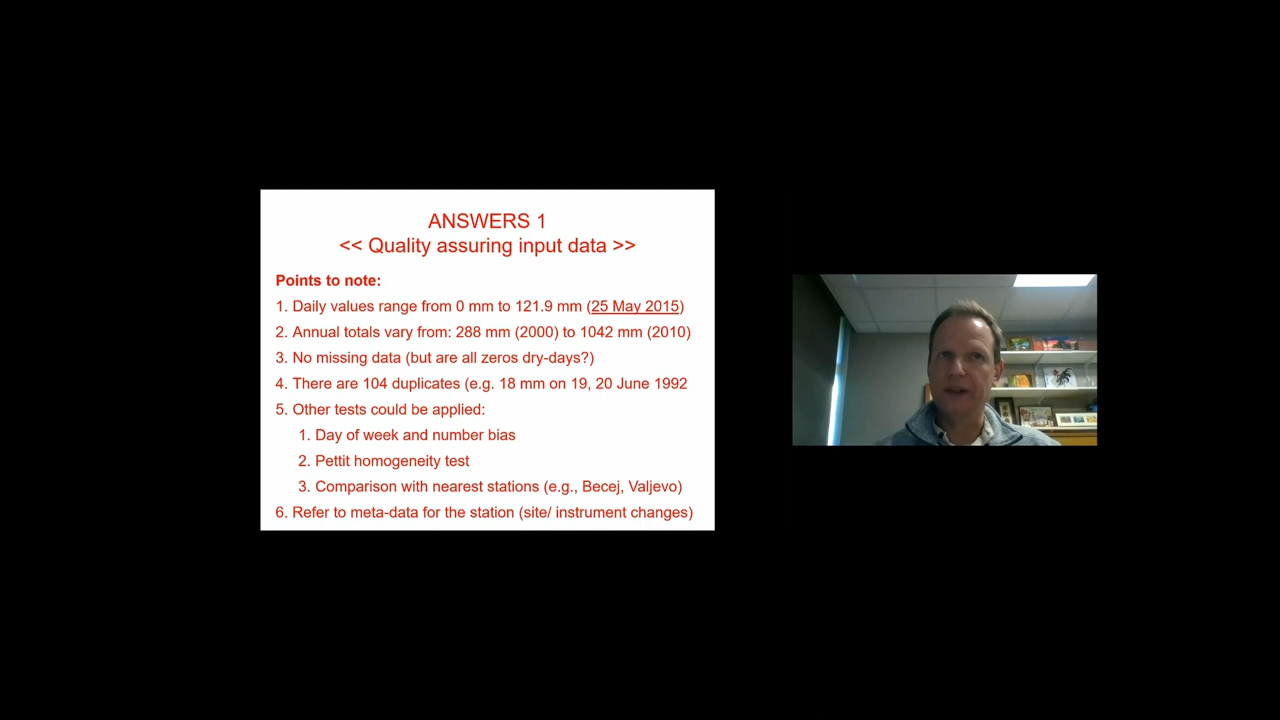 ANSWERS 1
<< Quality assuring input data >>
Points to note:
1. Daily values range from 0 mm to 121.9 mm (25 May 2015)
2. Annual totals vary from: 288 mm (2000) to 1042 mm (2010)
3. No missing data (but are all zeros dry-days?)
4. There are 104 duplicates (e.g. 18 mm on 19, 20 June 1992
5. Other tests could be applied:
1. Day of week and number bias
2. Pettit homogeneity test
3. Comparison with nearest stations (e.g., Becej, Valjevo)
6. Refer to meta-data for the station (site/ instrument changes)